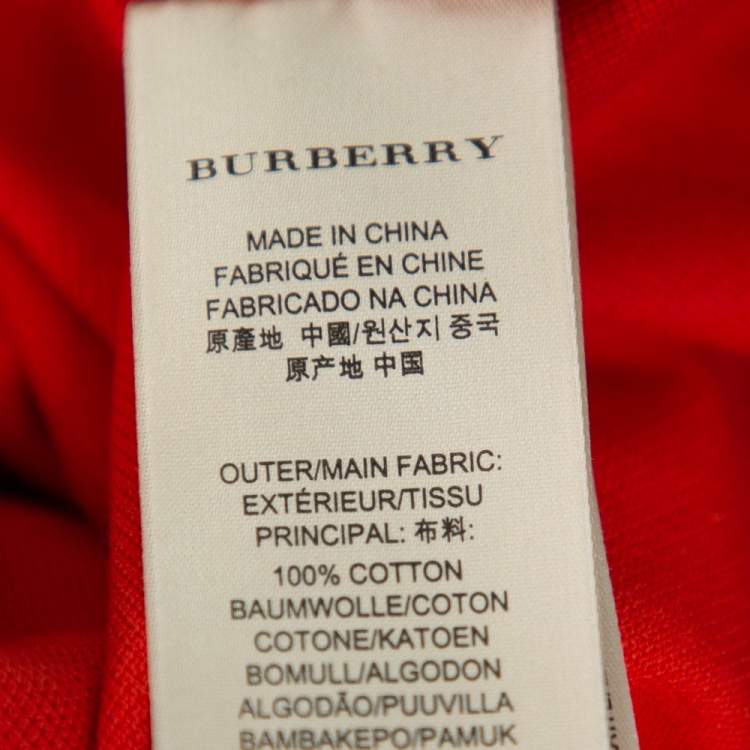 BURBERRY
MADE IN CHINA
FABRIQUÉ EN CHINE
FABRICADO NA CHINA
原產地 中國/원산지 중국
原产地 中国
OUTER/MAIN FABRIC:
EXTÉRIEUR/TISSU
PRINCIPAL: 布料:
100% COTTON
BAUMWOLLE/COTON
COTONE/KATOEN
BOMULL/ALGODON
ALGODÃO/PUUVILLA
BAMBAKEPO/PAMUK